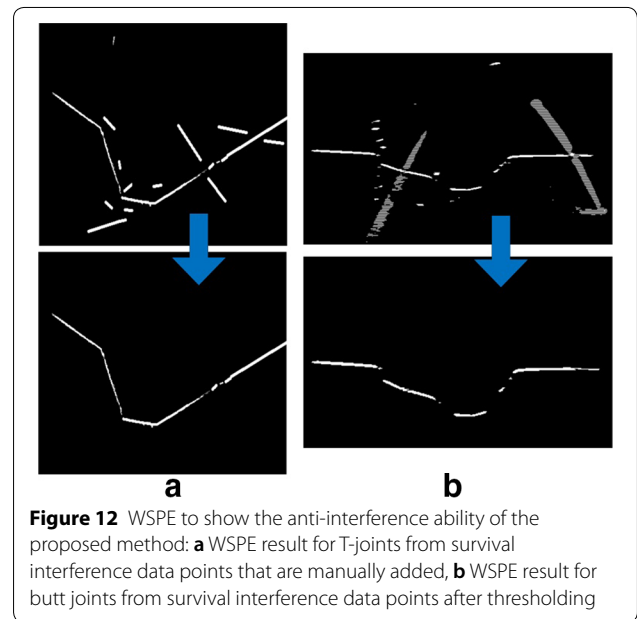 a
b
Figure 12 WSPE to show the anti-interference ability of the
proposed method: a WSPE result for T-joints from survival
interference data points that are manually added, b WSPE result for
butt joints from survival interference data points after thresholding